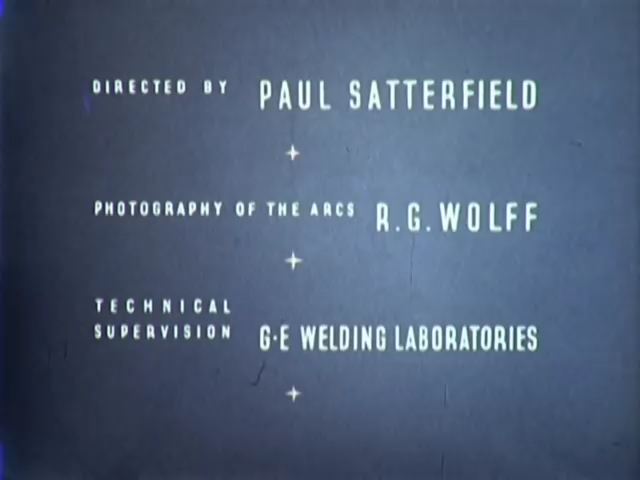 DIRECTED BY PAUL SATTERFIELD
PHOTOGRAPHY OF THE ARCS R.G. WOLFF
TECHNICAL
SUPERVISION G·E WELDING LABORATORIES